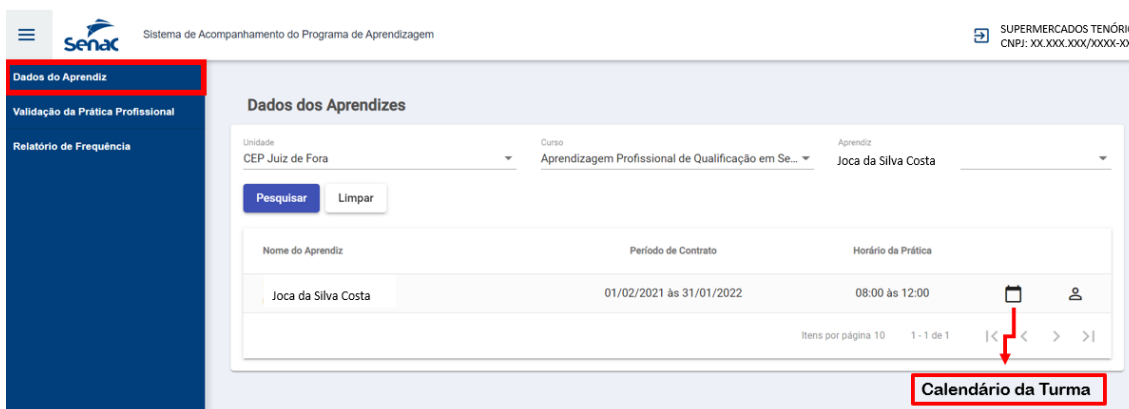 Senac
Sistema de Acompanhamento do Programa de Aprendizagem
SUPERMERCADOS TENÓRI
CNPJ: XX.XXX.XXX/XXXX-XX
Dados do Aprendiz
Validação da Prática Profissional
Relatório de Frequência
Dados dos Aprendizes
Unidade Curso Aprendiz
CEP Juiz de Fora Aprendizagem Profissional de Qualificação em Se... Joca da Silva Costa
Pesquisar Limpar
Nome do Aprendiz Período de Contrato Horário da Prática
Joca da Silva Costa 01/02/2021 às 31/01/2022 08:00 às 12:00
Itens por página 10 1 - 1 de 1
Calendário da Turma